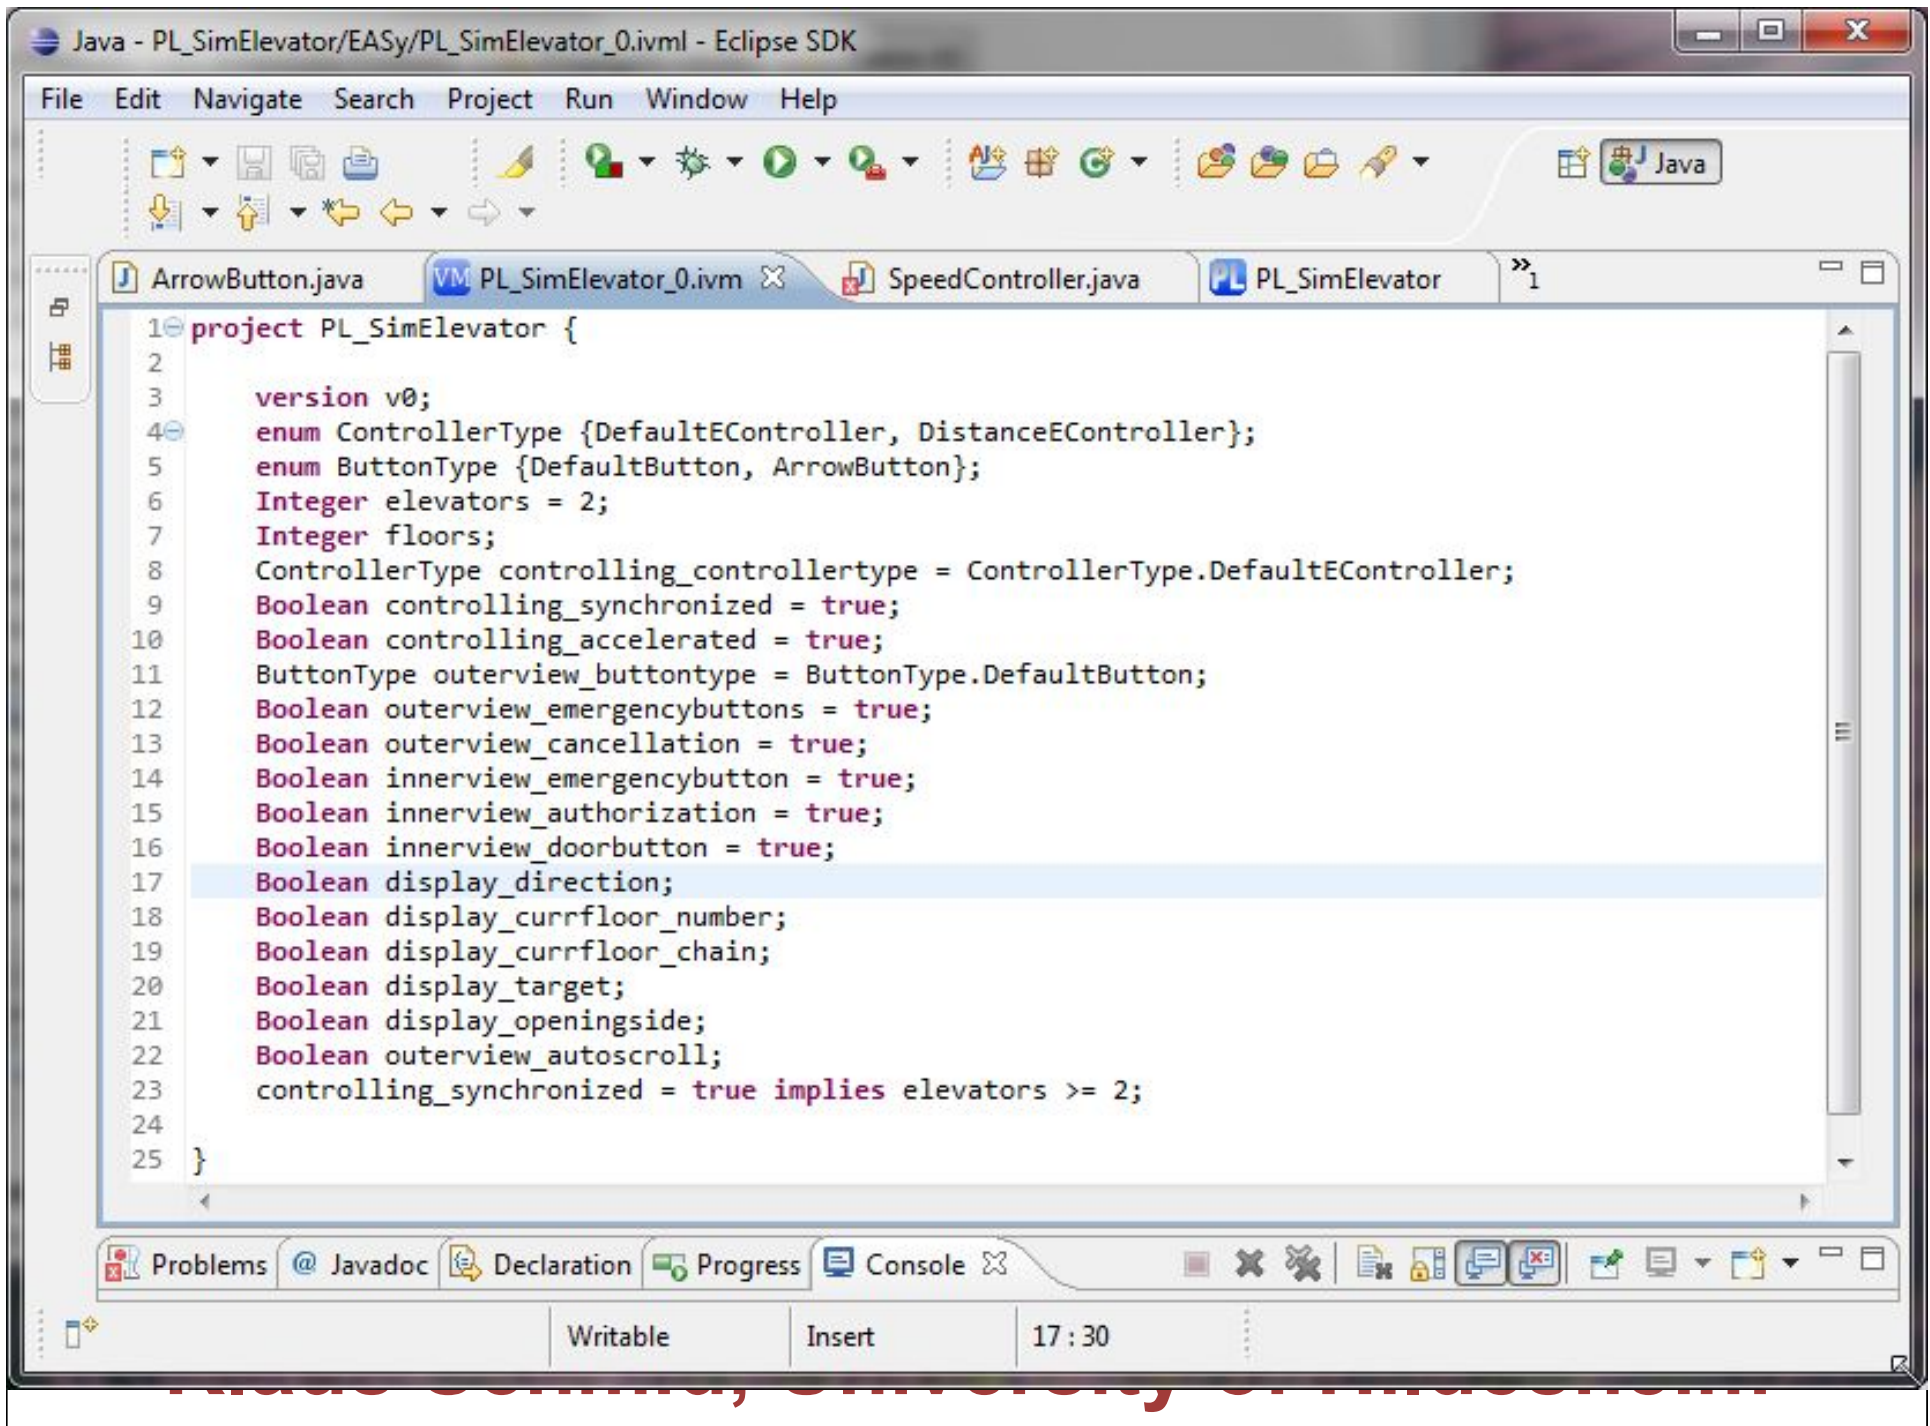 Java - PL_SimElevator/EASy/PL_SimElevator_0.ivml - Eclipse SDK
File Edit Navigate Search Project Run Window Help
Java
ArrowButton.java PL_SimElevator_0.ivm SpeedController.java PL_SimElevator »1
1 project PL_SimElevator {
2
3 version v0;
4 enum ControllerType {DefaultEController, DistanceEController};
5 enum ButtonType {DefaultButton, ArrowButton};
6 Integer elevators = 2;
7 Integer floors;
8 ControllerType controlling_controllertype = ControllerType.DefaultEController;
9 Boolean controlling_synchronized = true;
10 Boolean controlling_accelerated = true;
11 ButtonType outerview_buttontype = ButtonType.DefaultButton;
12 Boolean outerview_emergencybuttons = true;
13 Boolean outerview_cancellation = true;
14 Boolean innerview_emergencybutton = true;
15 Boolean innerview_authorization = true;
16 Boolean innerview_doorbutton = true;
17 Boolean display_direction;
18 Boolean display_currfloor_number;
19 Boolean display_currfloor_chain;
20 Boolean display_target;
21 Boolean display_openingside;
22 Boolean outerview_autoscroll;
23 controlling_synchronized = true implies elevators >= 2;
24
25 }
Problems @ Javadoc Declaration Progress Console
Writable Insert 17 : 30